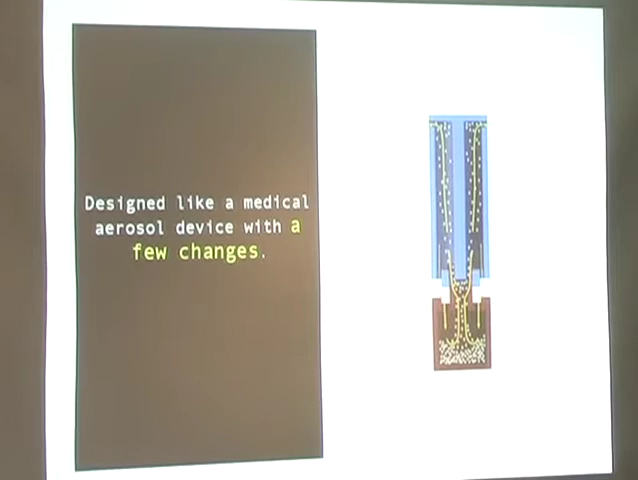 Designed like a medical
aerosol device with a
few changes.